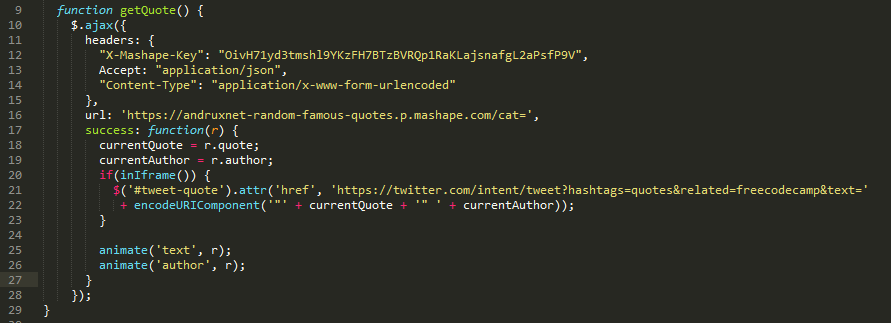 9 function getQuote() {
10 $.ajax({
11 headers: {
12 "X-Mashape-Key": "OivH71yd3tmshl9YKzFH7BTzBVRQp1RaKLajsnafgL2aPsfP9V",
13 Accept: "application/json",
14 "Content-Type": "application/x-www-form-urlencoded"
15 },
16 url: 'https://andruxnet-random-famous-quotes.p.mashape.com/cat=',
17 success: function(r) {
18 currentQuote = r.quote;
19 currentAuthor = r.author;
20 if(inIframe()) {
21 $('#tweet-quote').attr('href', 'https://twitter.com/intent/tweet?hashtags=quotes&related=freecodecamp&text='
22 + encodeURIComponent('"' + currentQuote + '" ' + currentAuthor));
23 }
24
25 animate('text', r);
26 animate('author', r);
27 }
28 });
29 }